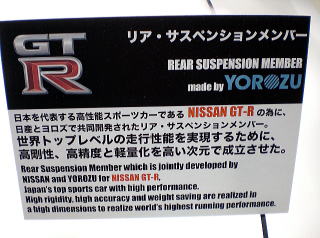 GT
R
リア・サスペンションメンバー
REAR SUSPENSION MEMBER
made by YOROZU
日本を代表する高性能スポーツカーである NISSAN GT-R の為に、
日産とヨロズで共同開発されたリア・サスペンションメンバー。
世界トップレベルの走行性能を実現するために、
高剛性、高精度と軽量化を高い次元で成立させた。
Rear Suspension Member which is jointly developed by
NISSAN and YOROZU for NISSAN GT-R,
Japan's top sports car with high performance.
High rigidity, high accuracy and weight saving are realized in
a high dimensions to realize world's highest running performance.